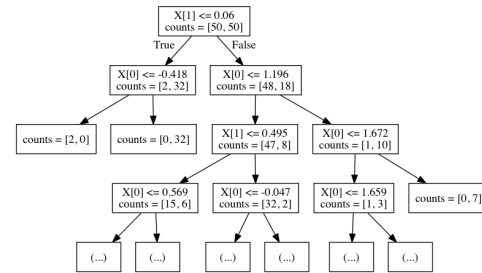 X[1] <= 0.06
counts = [50, 50]
True
False
X[0] <= -0.418
counts = [2, 32]
X[0] <= 1.196
counts = [48, 18]
counts = [2, 0]
counts = [0, 32]
X[1] <= 0.495
counts = [47, 8]
X[0] <= 1.672
counts = [1, 10]
X[0] <= 0.569
counts = [15, 6]
X[0] <= -0.047
counts = [32, 2]
X[0] <= 1.659
counts = [1, 3]
counts = [0, 7]
(...)
(...)
(...)
(...)
(...)
(...)